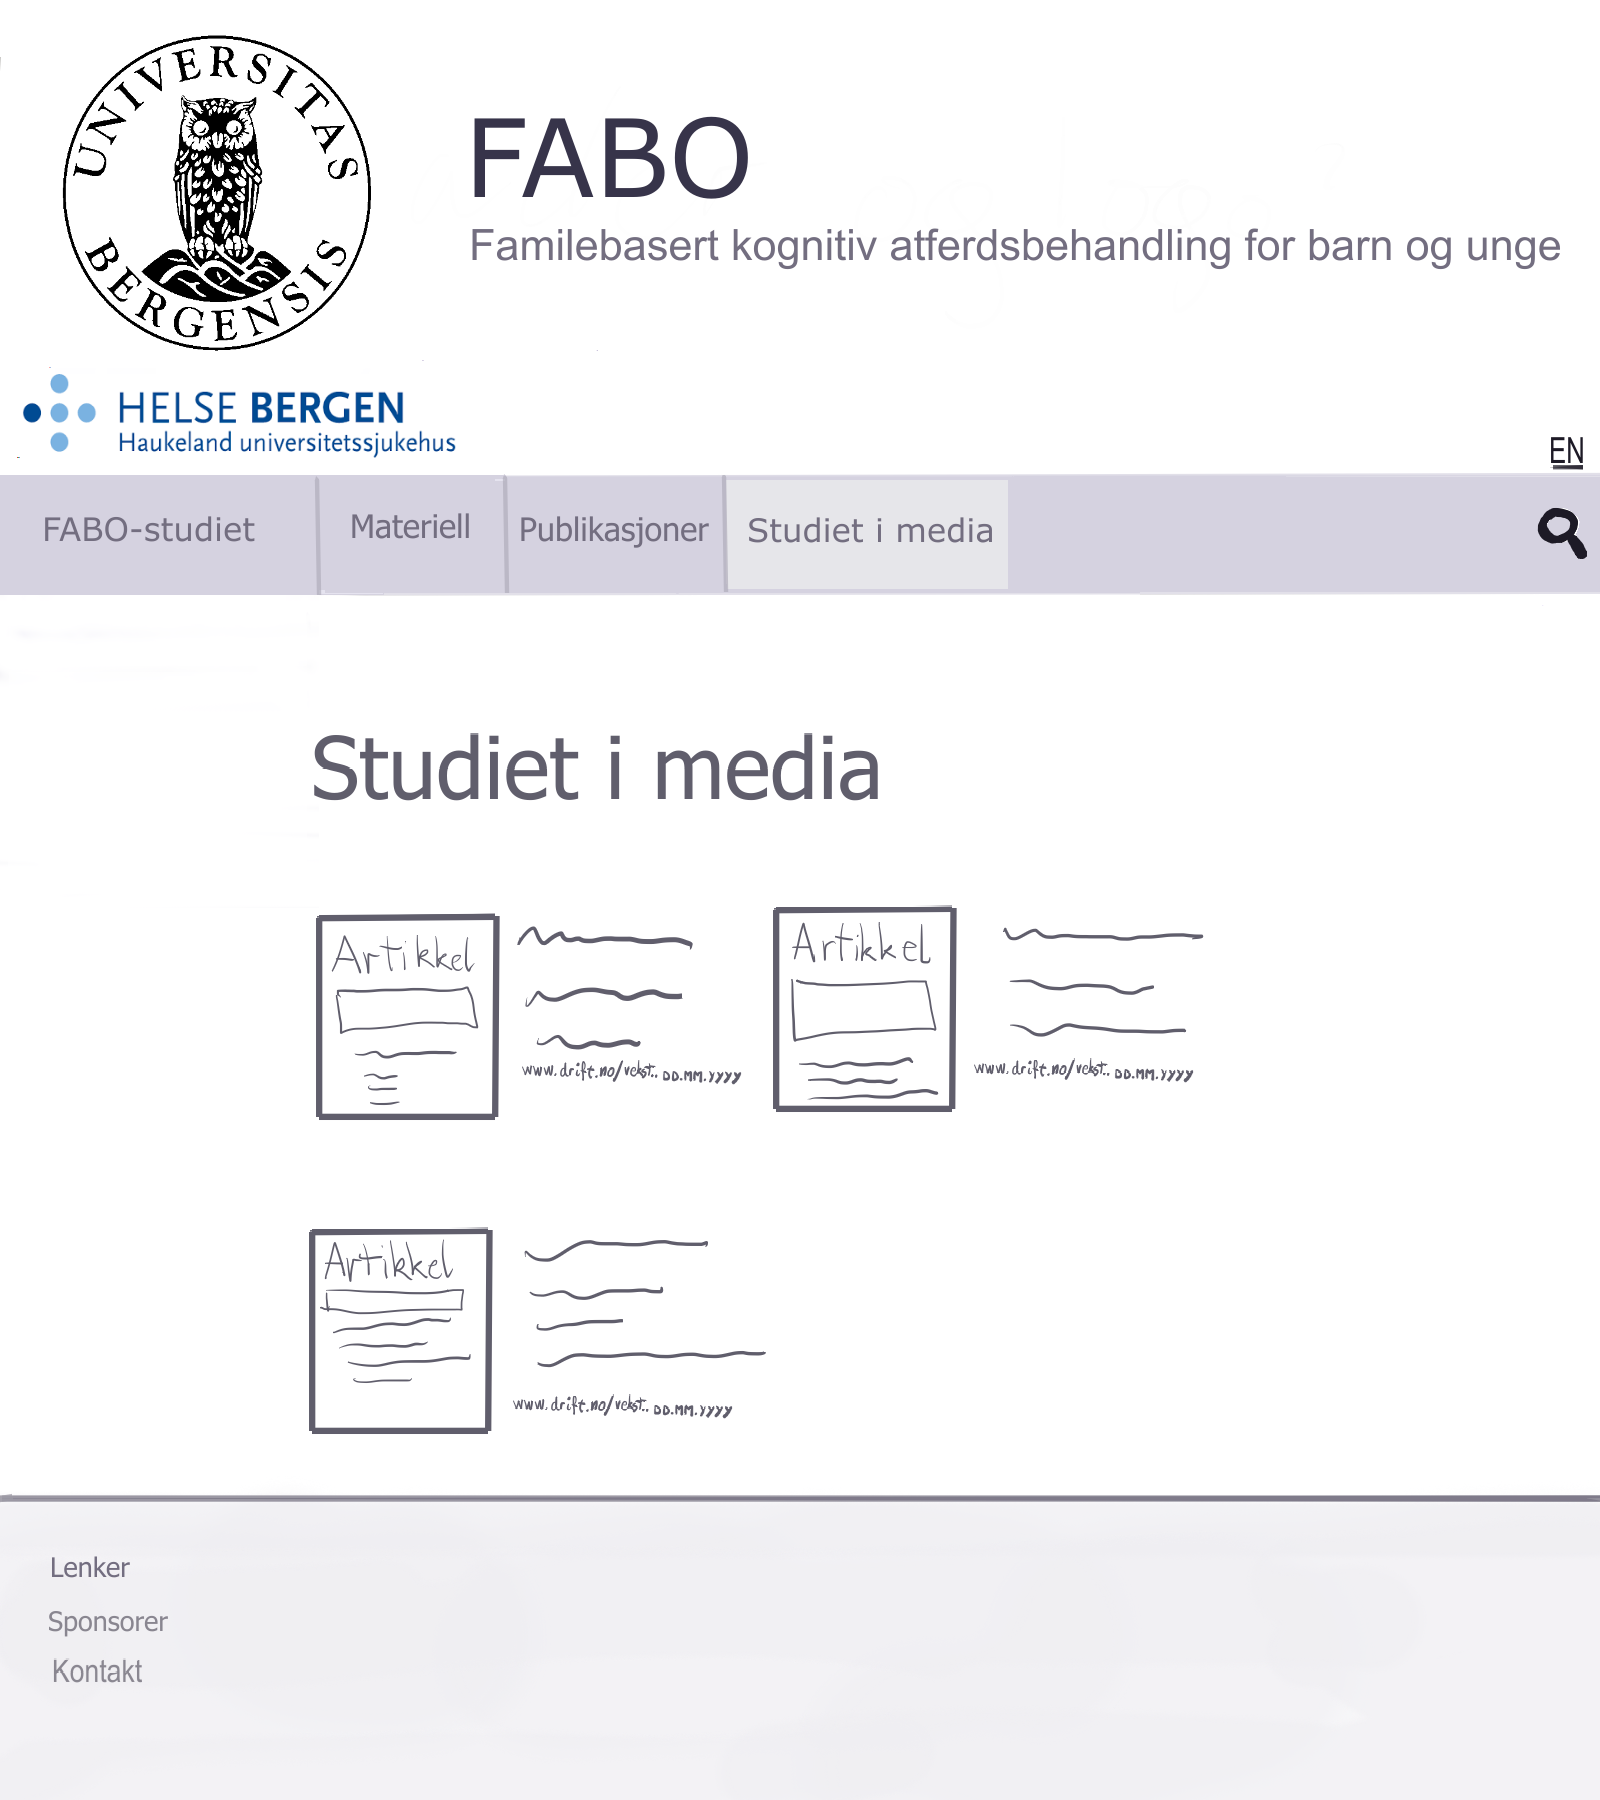 UNIVERSITAS
BERGENSIS
FABO
Familebasert kognitiv atferdsbehandling for barn og unge
HELSE BERGEN
Haukeland universitetssjukehus
EN
FABO-studiet
Materiell
Publikasjoner
Studiet i media
Studiet i media
Artikkel
www.drift.no/vekst.. DD.MM.YYYY
Artikkel
www.drift.no/vekst.. DD.MM.YYYY
Artikkel
www.drift.no/vekst.. DD.MM.YYYY
Lenker
Sponsorer
Kontakt